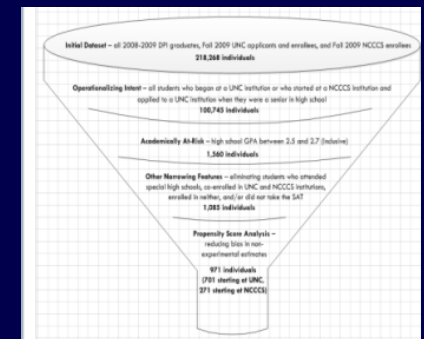 Initial Dataset – all 2008-2009 DPI graduates, Fall 2009 UNC applicants and enrollees, and Fall 2009 NCCCS enrollees
218,268 individuals
Operationalizing Intent – all students who began at a UNC institution or who started at a NCCCS institution and
applied to a UNC institution when they were a senior in high school
100,745 individuals
Academically At-Risk – high school GPA between 2.5 and 2.7 (inclusive)
1,560 individuals
Other Narrowing Features – eliminating students who attended
special high schools, co-enrolled in UNC and NCCCS institutions,
enrolled in neither, and/or did not take the SAT
1,085 individuals
Propensity Score Analysis –
reducing bias in non-
experimental estimates
971 individuals
(701 starting at UNC,
271 starting at NCCCS)